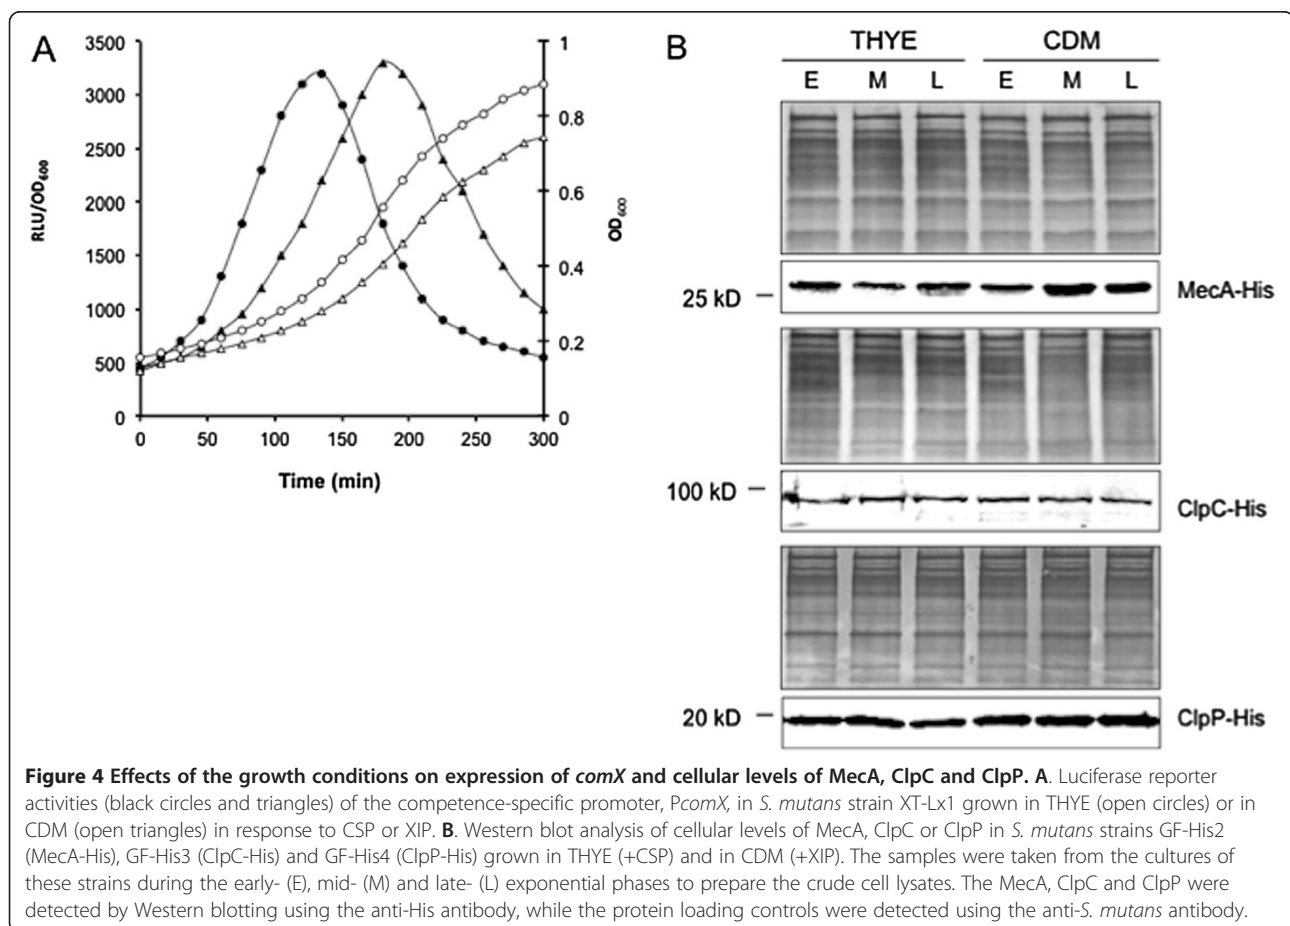 A
3500
3000
2500
2000
1500
1000
500
0
RLU/OD600
1
0.8
0.6
0.4
0.2
0
OD600
0 50 100 150 200 250 300
Time (min)
B
THYE CDM
E M L E M L
25 kD MecA-His
100 kD ClpC-His
20 kD ClpP-His
Figure 4 Effects of the growth conditions on expression of comX and cellular levels of MecA, ClpC and ClpP. A. Luciferase reporter
activities (black circles and triangles) of the competence-specific promoter, PcomX, in S. mutans strain XT-Lx1 grown in THYE (open circles) or in
CDM (open triangles) in response to CSP or XIP. B. Western blot analysis of cellular levels of MecA, ClpC or ClpP in S. mutans strains GF-His2
(MecA-His), GF-His3 (ClpC-His) and GF-His4 (ClpP-His) grown in THYE (+CSP) and in CDM (+XIP). The samples were taken from the cultures of
these strains during the early- (E), mid- (M) and late- (L) exponential phases to prepare the crude cell lysates. The MecA, ClpC and ClpP were
detected by Western blotting using the anti-His antibody, while the protein loading controls were detected using the anti-S. mutans antibody.